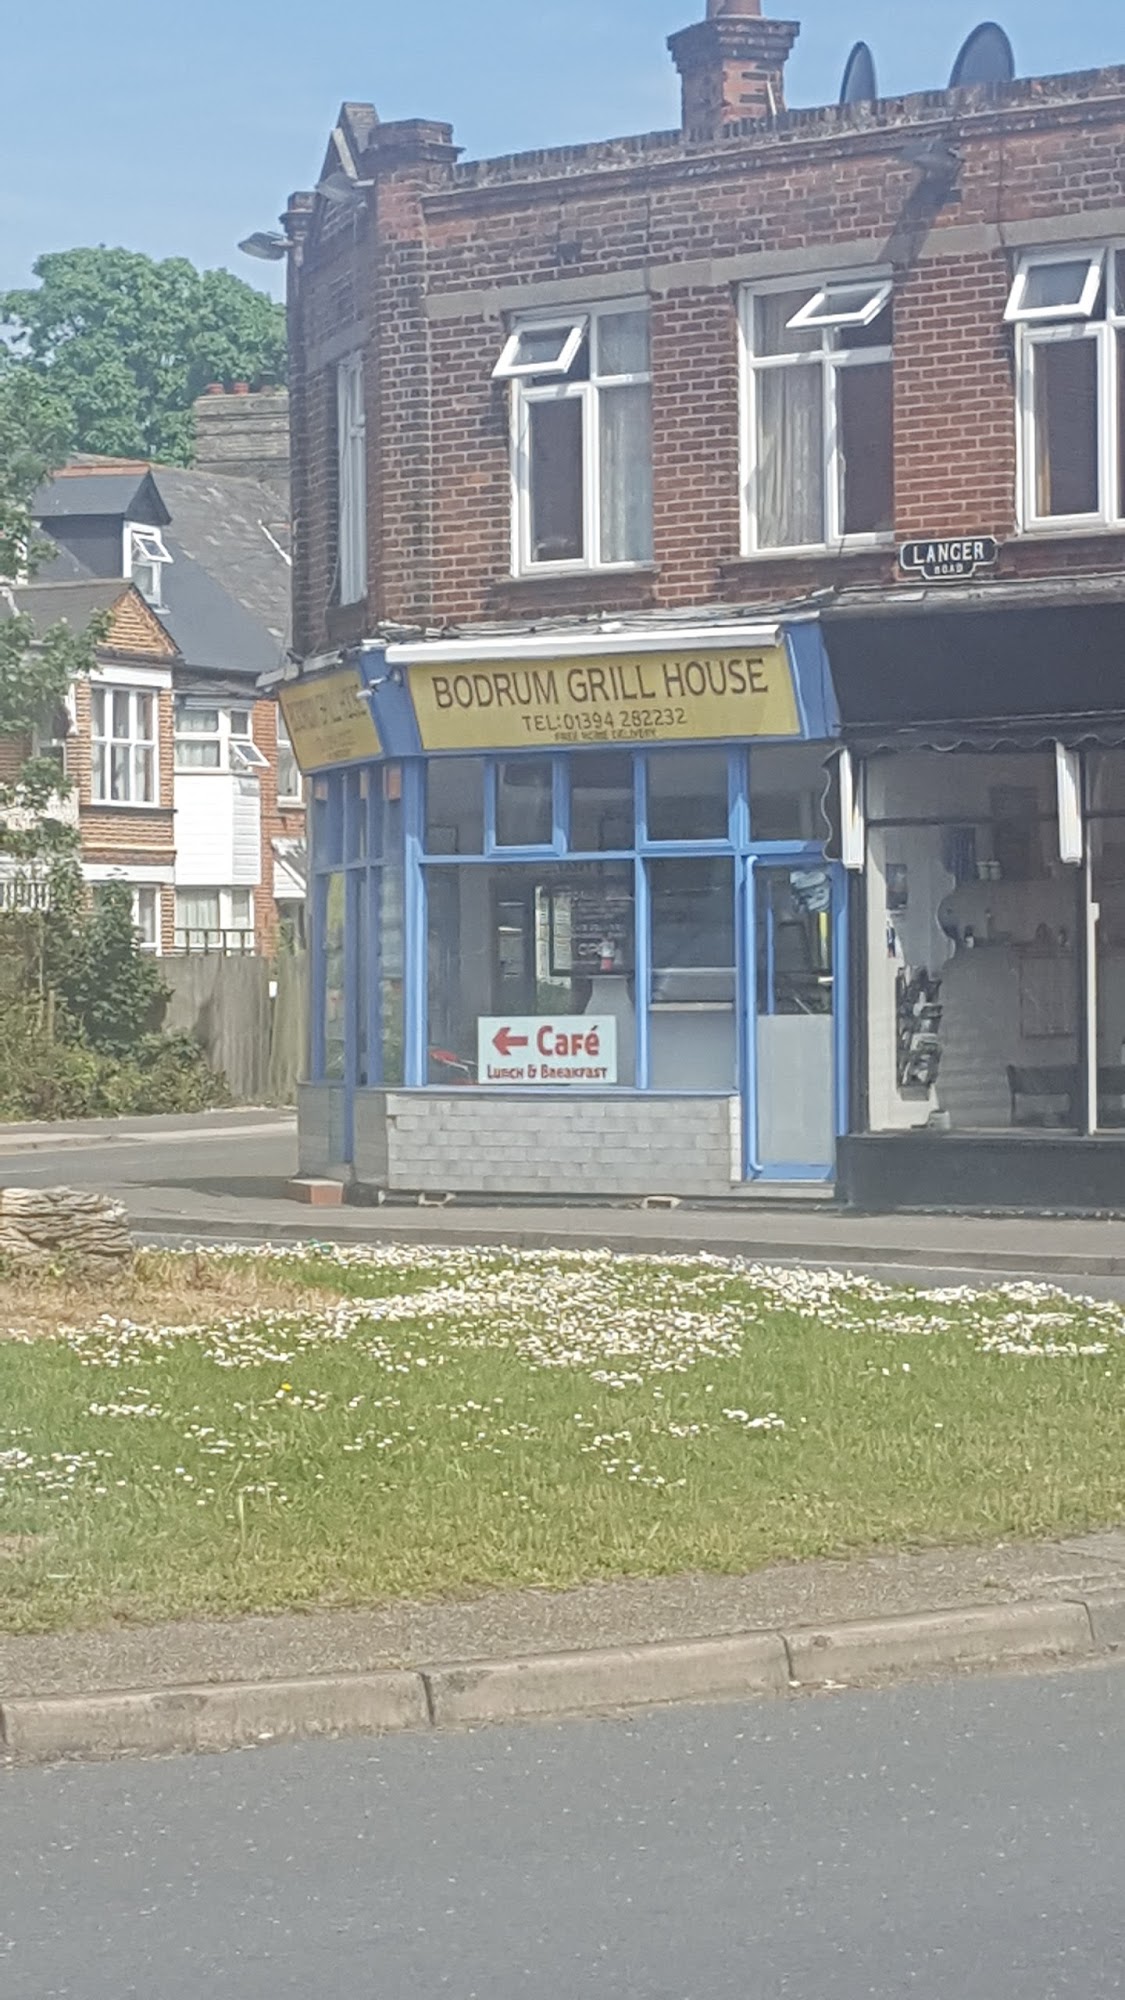 LANGER
ROAD
BODRUM GRILL HOUSE
TEL:01394 282232
FREE HOME DELIVERY
← Café
Lunch & Breakfast